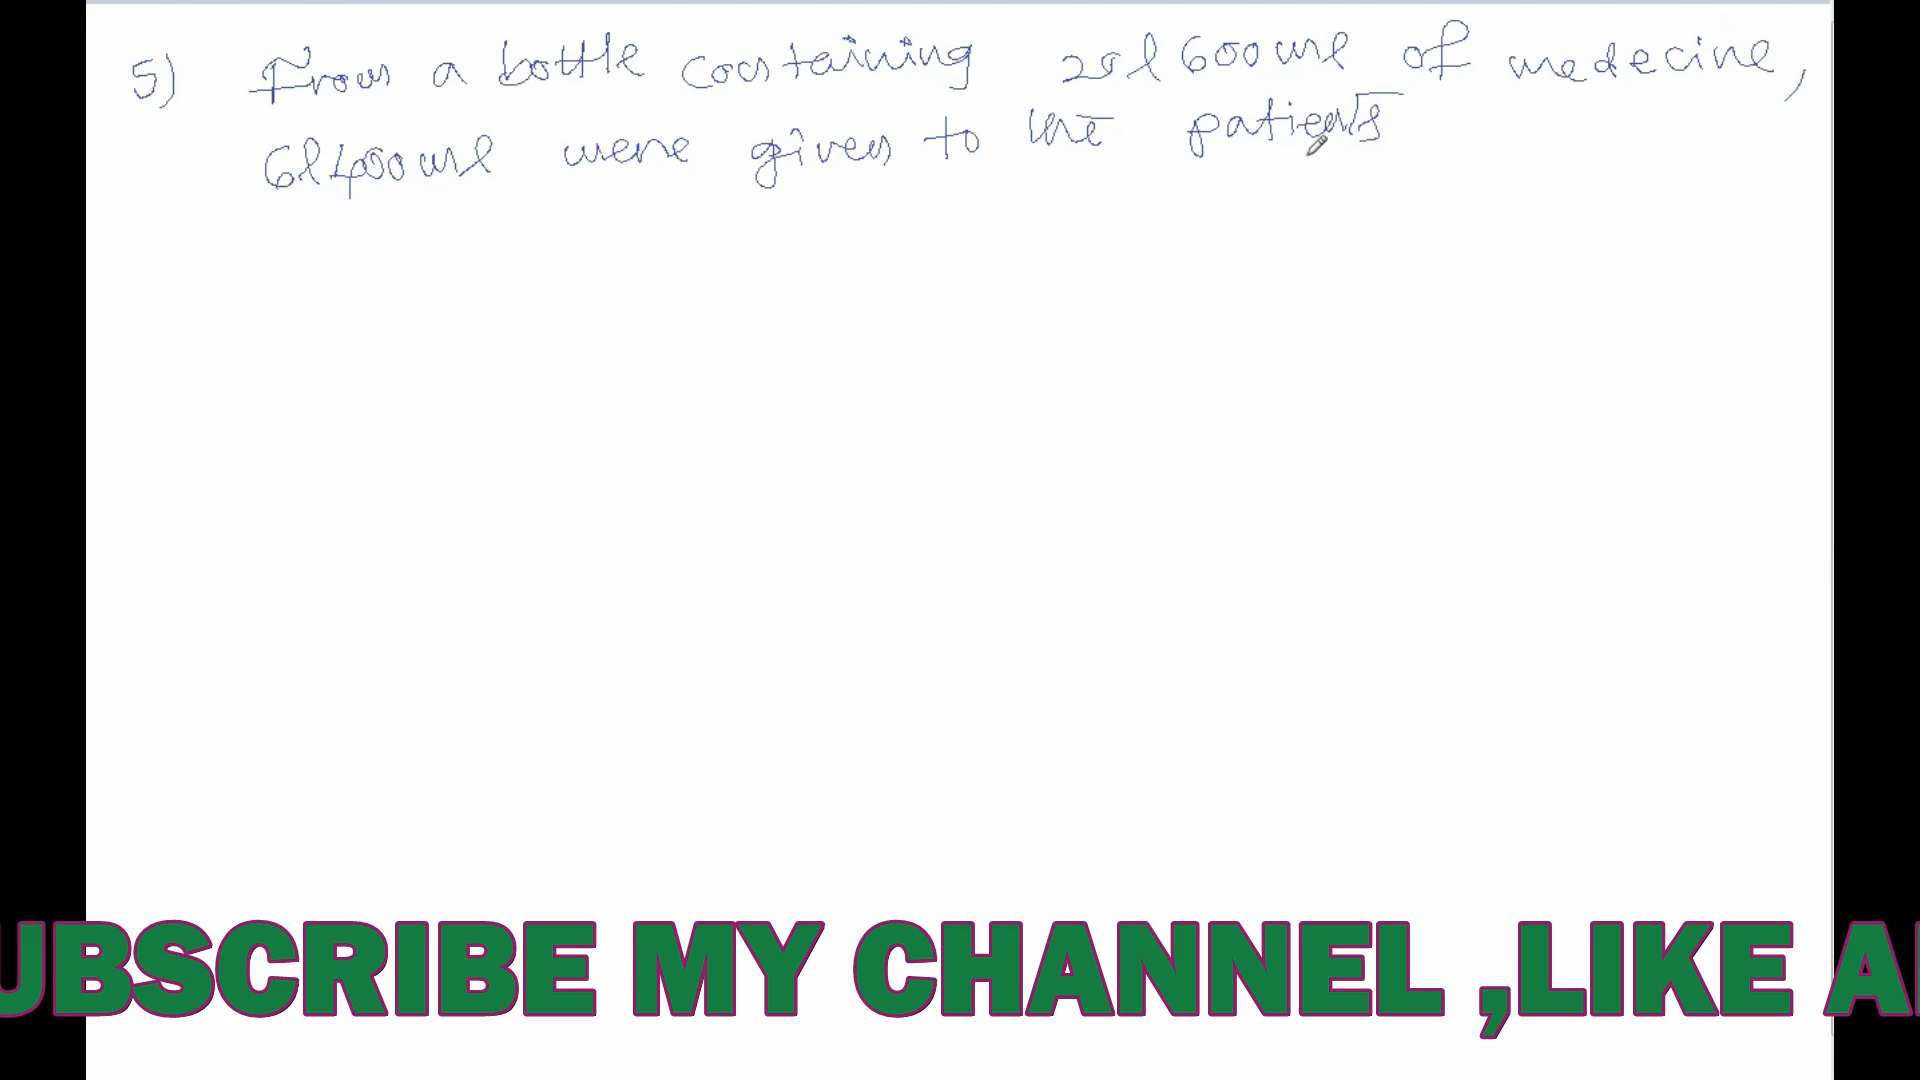 5) From a bottle containing 25l 600ml of medecine,
6l 400ml were given to the patients
UBSCRIBE MY CHANNEL ,LIKE A